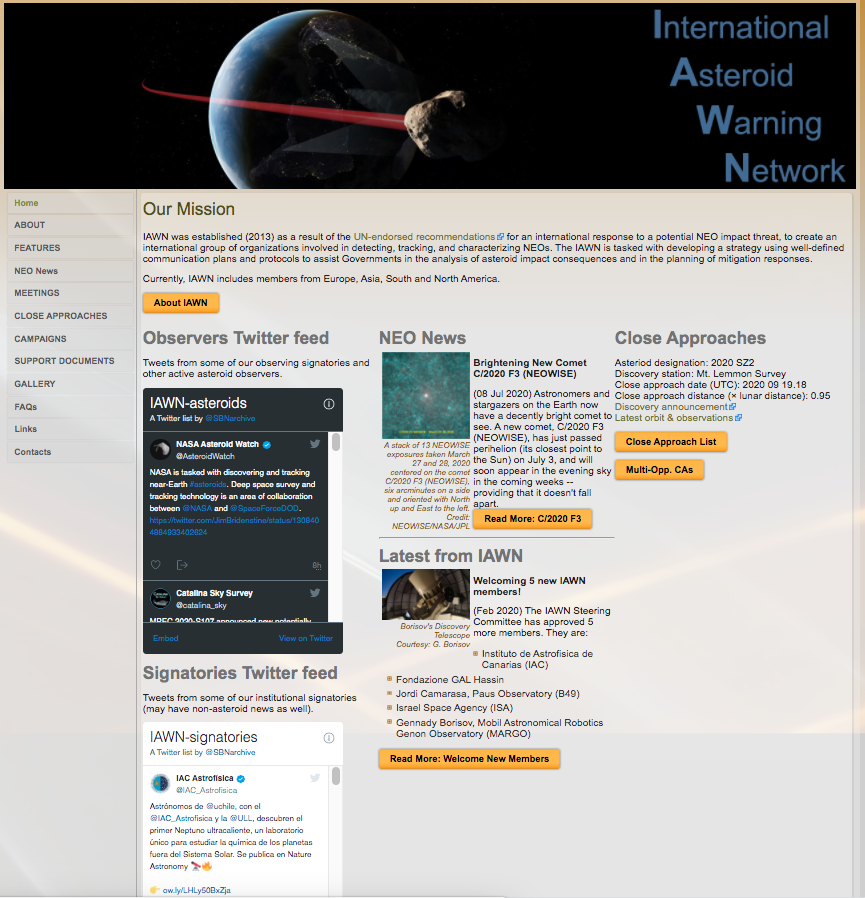 International
Asteroid
Warning
Network
Home
ABOUT
FEATURES
NEO News
MEETINGS
CLOSE APPROACHES
CAMPAIGNS
SUPPORT DOCUMENTS
GALLERY
FAQs
Links
Contacts
Our Mission
IAWN was established (2013) as a result of the UN-endorsed recommendations for an international response to a potential NEO impact threat, to create an
international group of organizations involved in detecting, tracking, and characterizing NEOs. The IAWN is tasked with developing a strategy using well-defined
communication plans and protocols to assist Governments in the analysis of asteroid impact consequences and in the planning of mitigation responses.
Currently, IAWN includes members from Europe, Asia, South and North America.
About IAWN
Observers Twitter feed
Tweets from some of our observing signatories and
other active asteroid observers.
IAWN-asteroids
A Twitter list by @SBNarchive
NASA Asteroid Watch
@AsteroidWatch
NASA is tasked with discovering and tracking
near-Earth #asteroids. Deep space survey and
tracking technology is an area of collaboration
between @NASA and @SpaceForceDOD.
https://twitter.com/JimBridenstine/status/130840
4884933402624
8h
Catalina Sky Survey
@catalina_sky
MPEC 2020-S107 announced new potentially
Embed
View on Twitter
Signatories Twitter feed
Tweets from some of our institutional signatories
(may have non-asteroid news as well).
IAWN-signatories
A Twitter list by @SBNarchive
IAC Astrofísica
@IAC_Astrofisica
Astrónomos de @uchile, con el
@IAC_Astrofisica y la @ULL, descubren el
primer Neptuno ultracaliente, un laboratorio
único para estudiar la química de los planetas
fuera del Sistema Solar. Se publica en Nature
Astronomy 🔭🔥
👉 ow.ly/LHLy50BxZja
NEO News
A stack of 13 NEOWISE
exposures taken March
27 and 28, 2020
centered on the comet
C/2020 F3 (NEOWISE),
six arcminutes on a side
and oriented with North
up and East to the left.
Credit:
NEOWISE/NASA/JPL
Brightening New Comet
C/2020 F3 (NEOWISE)
(08 Jul 2020) Astronomers and
stargazers on the Earth now
have a decently bright comet to
see. A new comet, C/2020 F3
(NEOWISE), has just passed
perihelion (its closest point to
the Sun) on July 3, and will
soon appear in the evening sky
in the coming weeks --
providing that it doesn't fall
apart.
Read More: C/2020 F3
Latest from IAWN
Borisov's Discovery
Telescope
Courtesy: G. Borisov
Welcoming 5 new IAWN
members!
(Feb 2020) The IAWN Steering
Committee has approved 5
more members. They are:
Instituto de Astrofisica de
Canarias (IAC)
Fondazione GAL Hassin
Jordi Camarasa, Paus Observatory (B49)
Israel Space Agency (ISA)
Gennady Borisov, Mobil Astronomical Robotics
Genon Observatory (MARGO)
Read More: Welcome New Members
Close Approaches
Asteriod designation: 2020 SZ2
Discovery station: Mt. Lemmon Survey
Close approach date (UTC): 2020 09 19.18
Close approach distance (× lunar distance): 0.95
Discovery announcement
Latest orbit & observations
Close Approach List
Multi-Opp. CAs